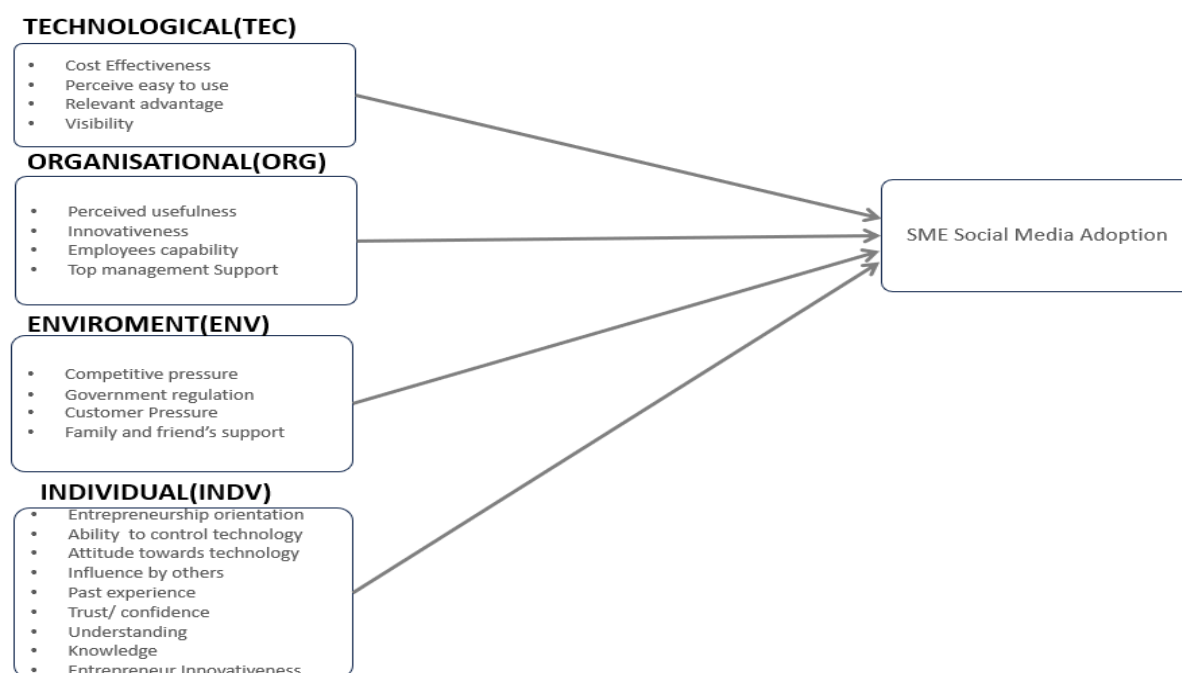 TECHNOLOGICAL(TEC)
• Cost Effectiveness
• Perceive easy to use
• Relevant advantage
• Visibility
ORGANISATIONAL(ORG)
• Perceived usefulness
• Innovativeness
• Employees capability
• Top management Support
ENVIROMENT(ENV)
• Competitive pressure
• Government regulation
• Customer Pressure
• Family and friend's support
INDIVIDUAL(INDV)
• Entrepreneurship orientation
• Ability to control technology
• Attitude towards technology
• Influence by others
• Past experience
• Trust/ confidence
• Understanding
• Knowledge
• Entrepreneur Innovativeness
SME Social Media Adoption